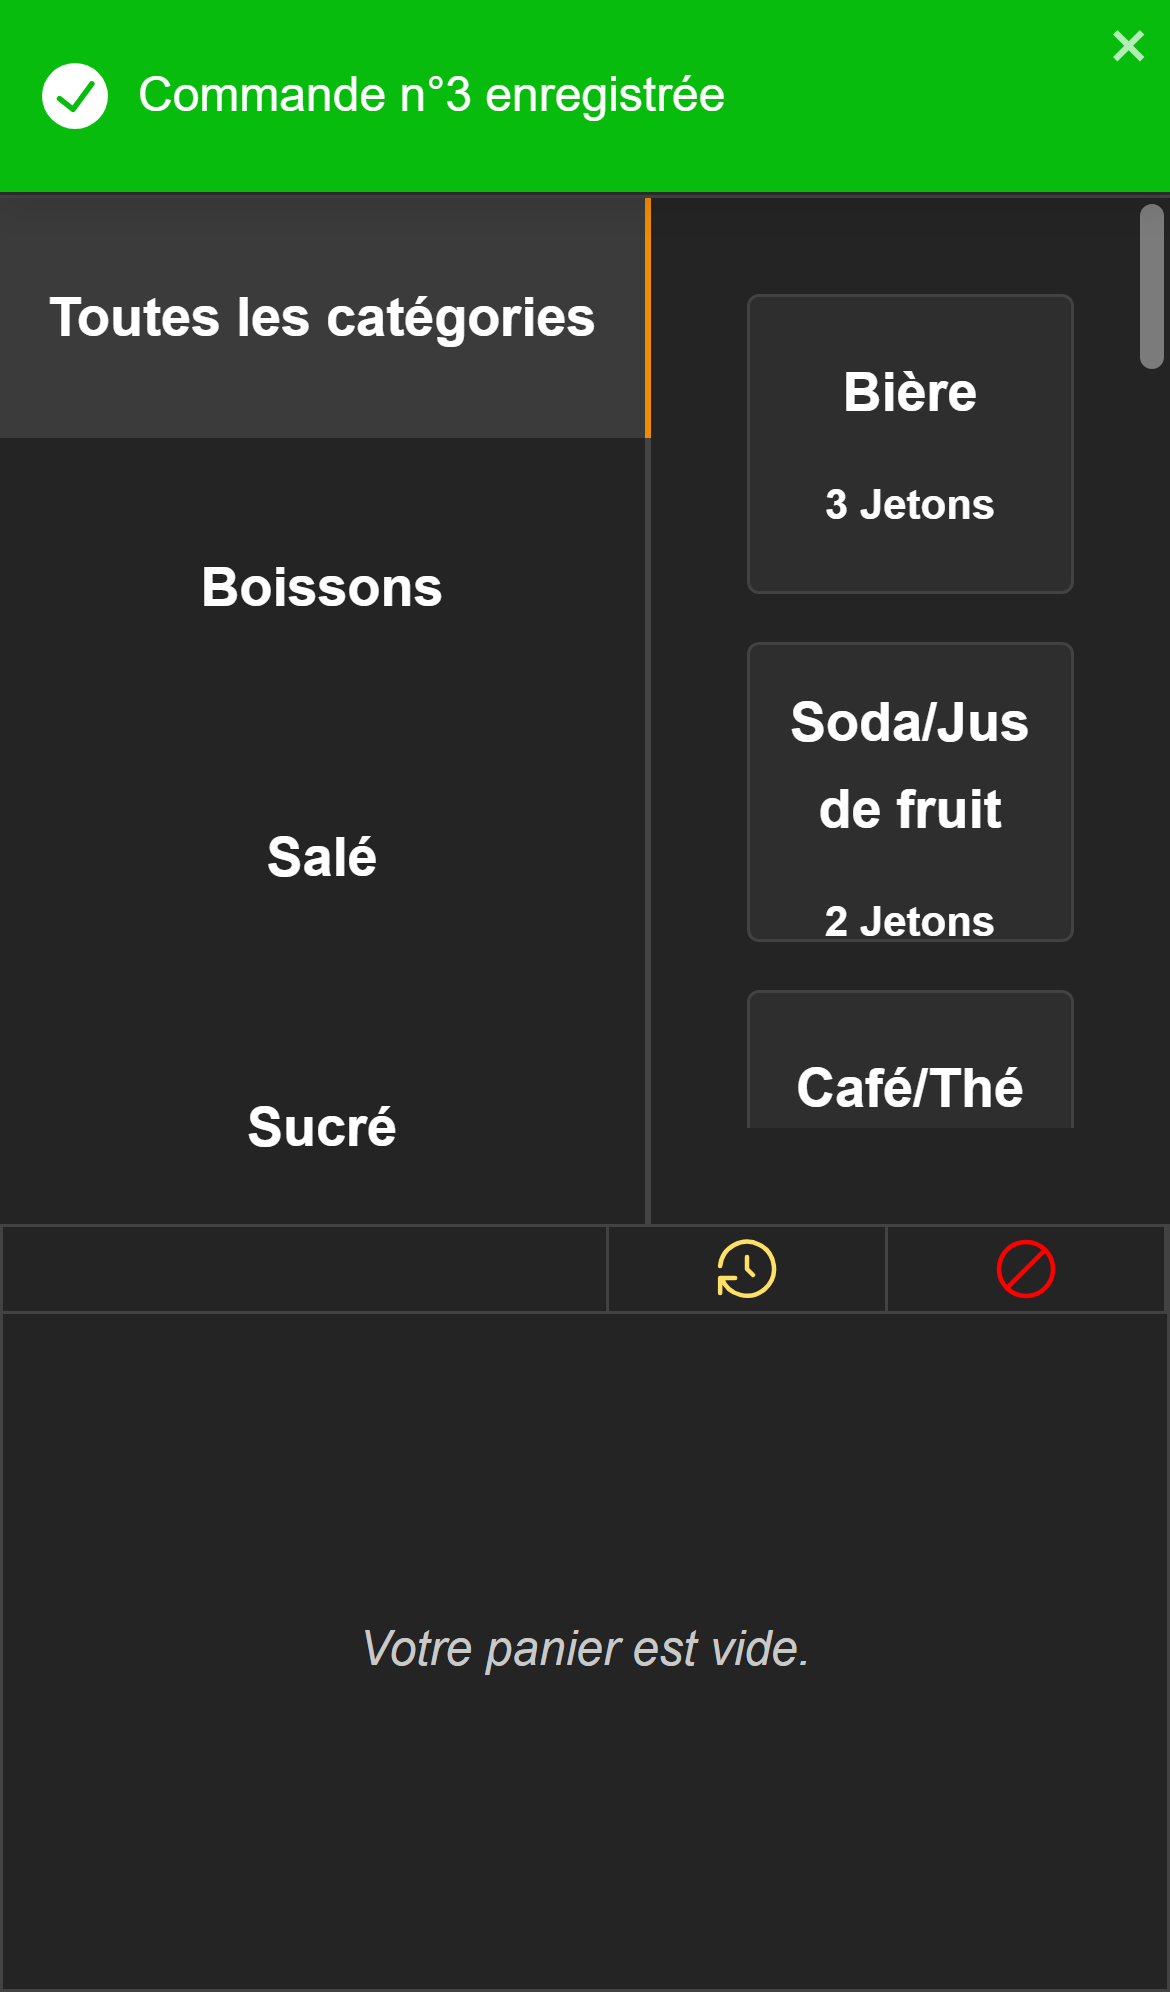 Commande n°3 enregistrée
Toutes les catégories
Boissons
Salé
Sucré
Bière
3 Jetons
Soda/Jus
de fruit
2 Jetons
Café/Thé
Votre panier est vide.